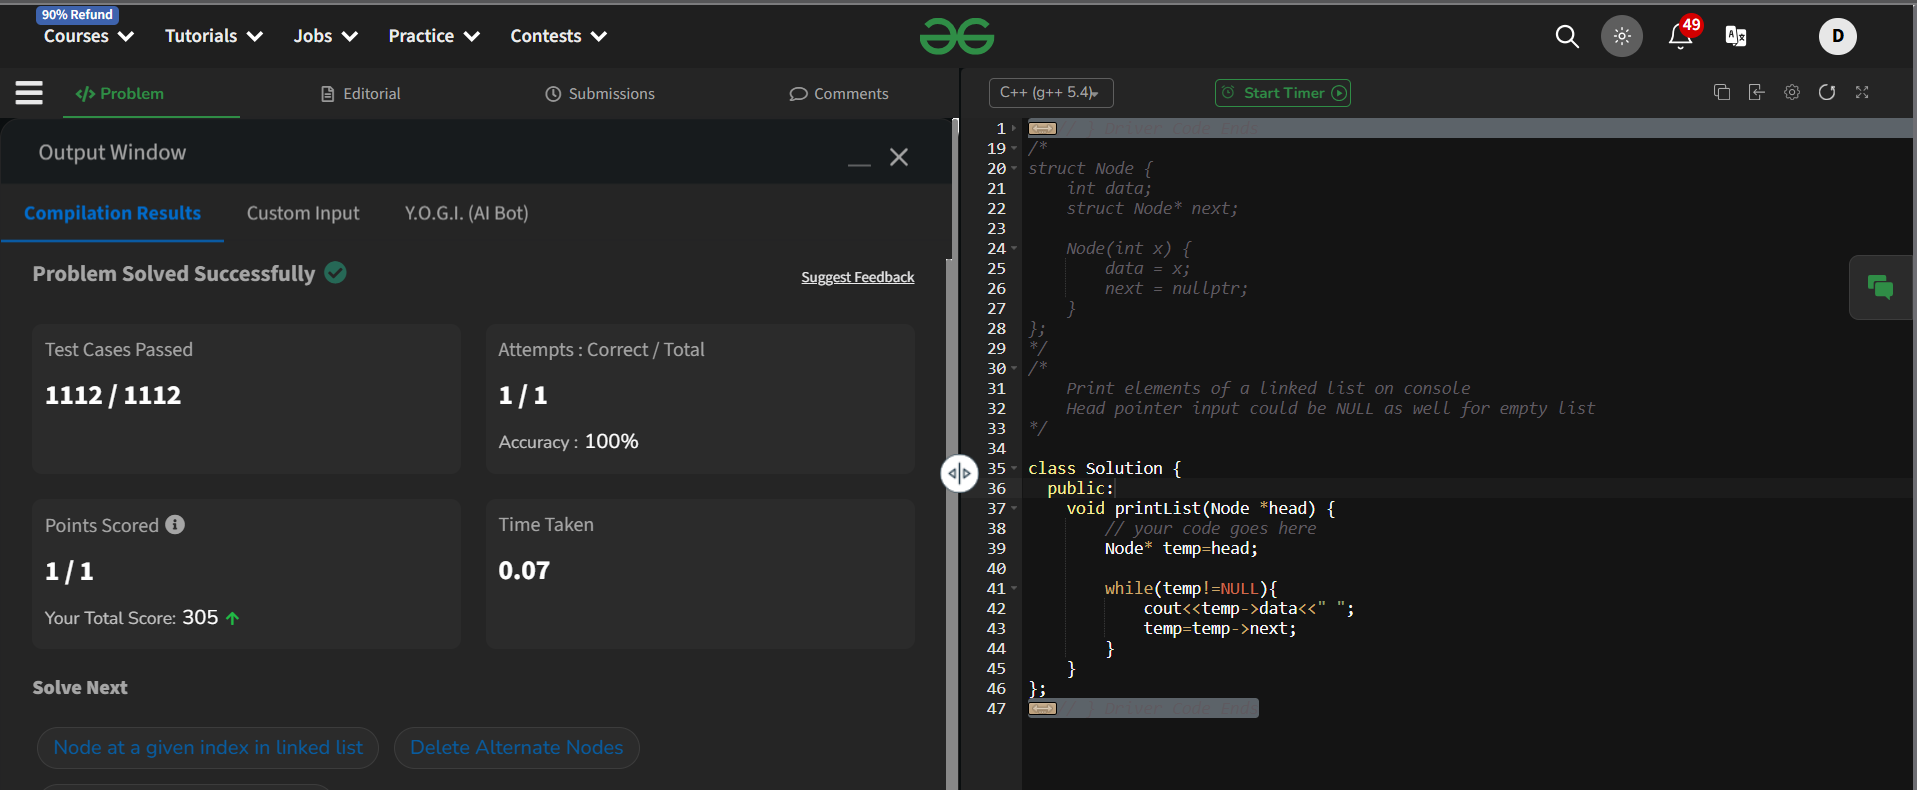 90% Refund
Courses Tutorials Jobs Practice Contests
49
D
</> Problem Editorial Submissions Comments
Output Window
Compilation Results Custom Input Y.O.G.I. (AI Bot)
Problem Solved Successfully
Suggest Feedback
Test Cases Passed
1112 / 1112
Attempts : Correct / Total
1 / 1
Accuracy : 100%
Points Scored
1 / 1
Your Total Score: 305
Time Taken
0.07
Solve Next
Node at a given index in linked list
Delete Alternate Nodes
C++ (g++ 5.4)
Start Timer
1 // } Driver Code Ends
19 /*
20 struct Node {
21     int data;
22     struct Node* next;
23
24     Node(int x) {
25         data = x;
26         next = nullptr;
27     }
28 };
29 */
30 /*
31     Print elements of a linked list on console
32     Head pointer input could be NULL as well for empty list
33 */
34
35 class Solution {
36   public:
37     void printList(Node *head) {
38         // your code goes here
39         Node* temp=head;
40
41         while(temp!=NULL){
42             cout<<temp->data<<" ";
43             temp=temp->next;
44         }
45     }
46 };
47 // } Driver Code Ends